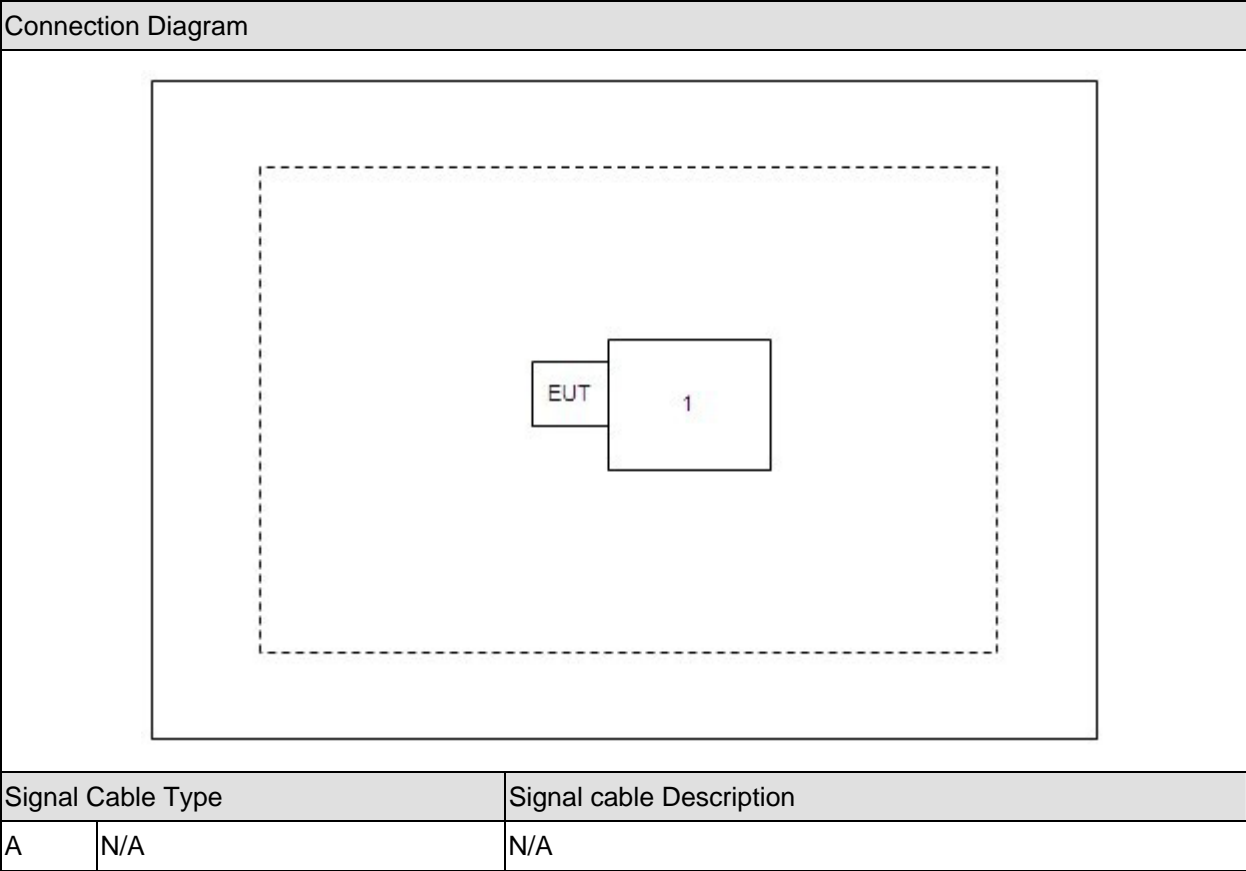 Connection Diagram
EUT
1
Signal Cable Type Signal cable Description
A N/A N/A